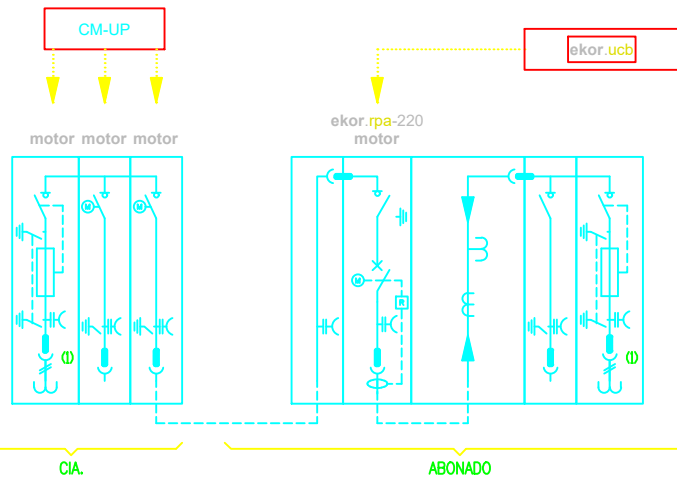 CM-UP
ekor.ucb
ekor.rpa-220
motor motor motor
motor
M
M
M
R
(1)
(1)
CIA.
ABONADO